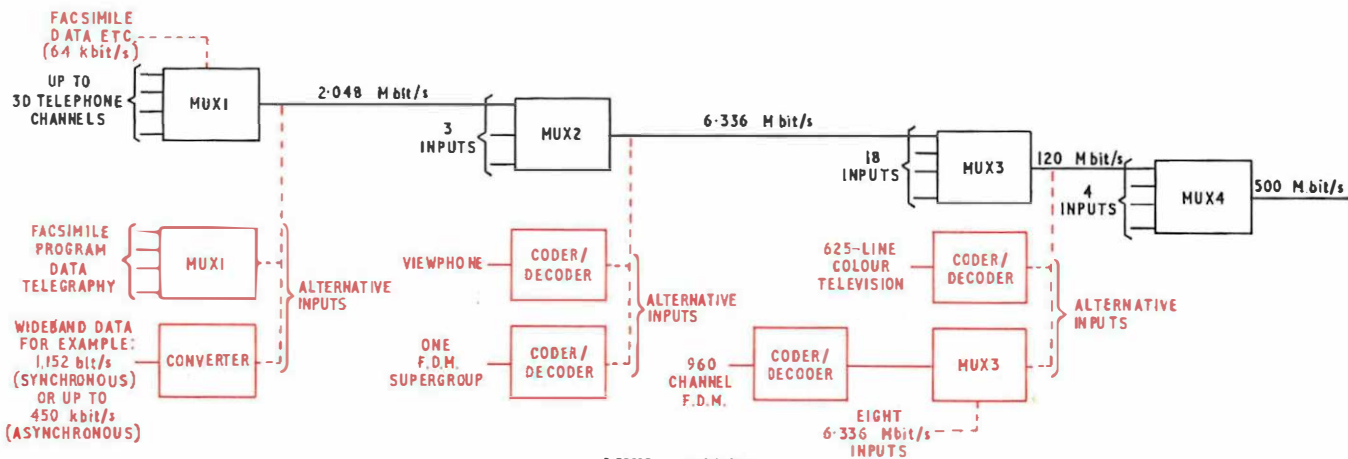 FACSIMILE
DATA ETC.
(64 kbit/s)
UP TO
3D TELEPHONE
CHANNELS
MUX1
2·048 Mbit/s
3
INPUTS
MUX2
6·336 Mbit/s
18
INPUTS
MUX3
120 Mbit/s
4
INPUTS
MUX4
500 Mbit/s
FACSIMILE
PROGRAM
DATA
TELEGRAPHY
MUX1
ALTERNATIVE
INPUTS
WIDEBAND DATA
FOR EXAMPLE:
1,152 bit/s
(SYNCHRONOUS)
OR UP TO
450 kbit/s
(ASYNCHRONOUS)
CONVERTER
VIEWPHONE
CODER/
DECODER
ALTERNATIVE
INPUTS
ONE
F.D.M.
SUPERGROUP
CODER/
DECODER
625-LINE
COLOUR
TELEVISION
CODER/
DECODER
ALTERNATIVE
INPUTS
960
CHANNEL
F.D.M.
CODER/
DECODER
MUX3
EIGHT
6·336 Mbit/s
INPUTS